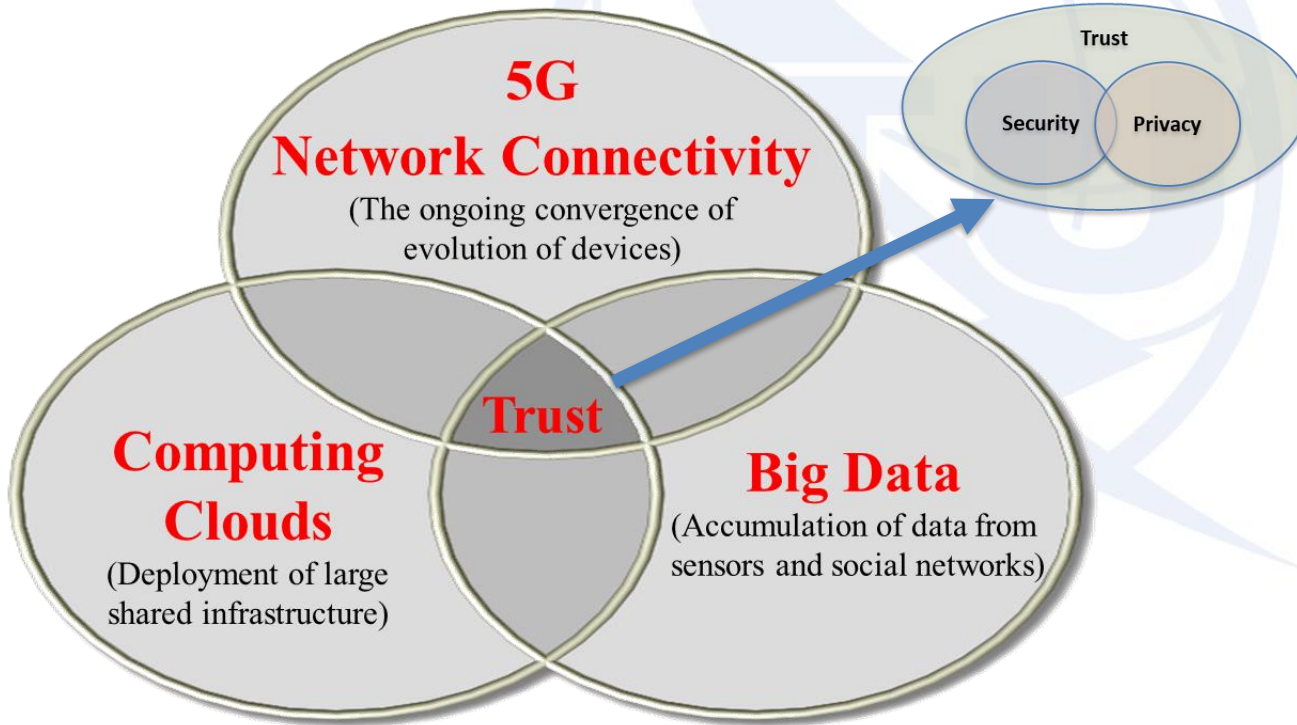 5G
Network Connectivity
(The ongoing convergence of
evolution of devices)
Trust
Security
Privacy
Trust
Computing
Clouds
(Deployment of large
shared infrastructure)
Big Data
(Accumulation of data from
sensors and social networks)